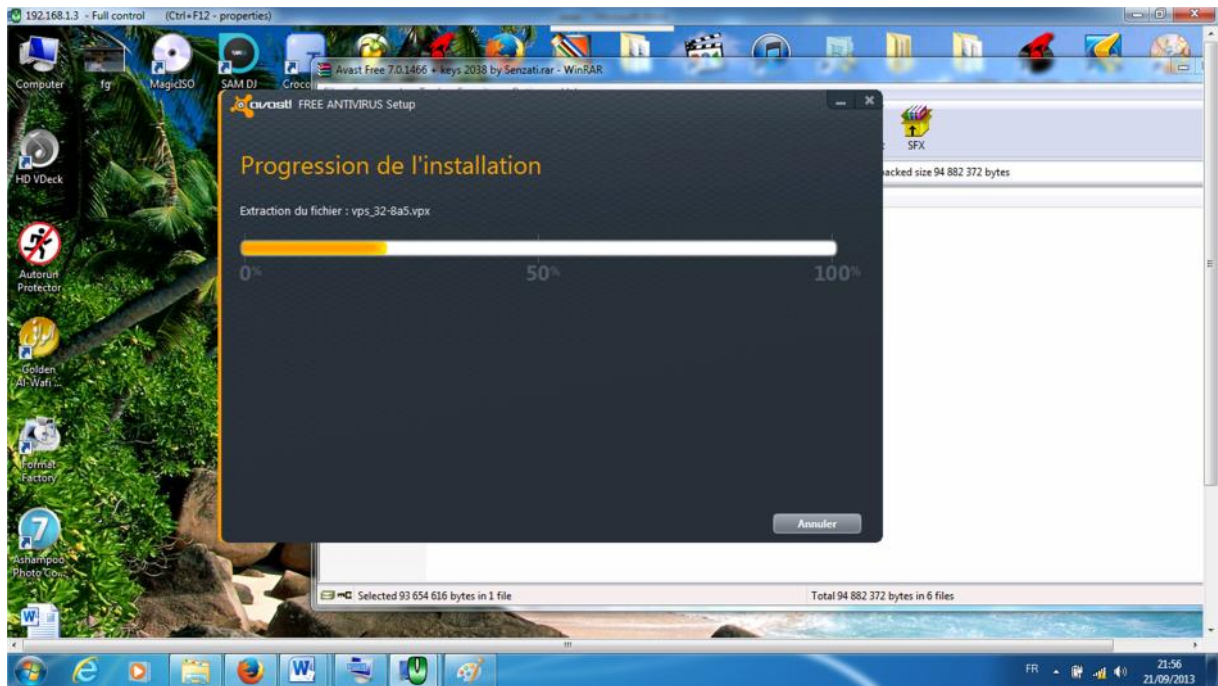 192.168.1.3 - Full control (Ctrl+F12 - properties)
Computer
fg
MagicISO
SAM DJ
Croc
Avast Free 7.0.1466 + keys 2038 by Senzati.rar - WinRAR
avast! FREE ANTIVIRUS Setup
SFX
HD VDeck
Progression de l'installation
packed size 94 882 372 bytes
Extraction du fichier : vps_32-8a5.vpx
0%
50%
100%
Autorun
Protector
الوافي
Golden
Al-Wafi ...
Format
Factory
7
Annuler
Ashampoo
Photo Co...
Selected 93 654 616 bytes in 1 file
Total 94 882 372 bytes in 6 files
W
W
FR
21:56
21/09/2013